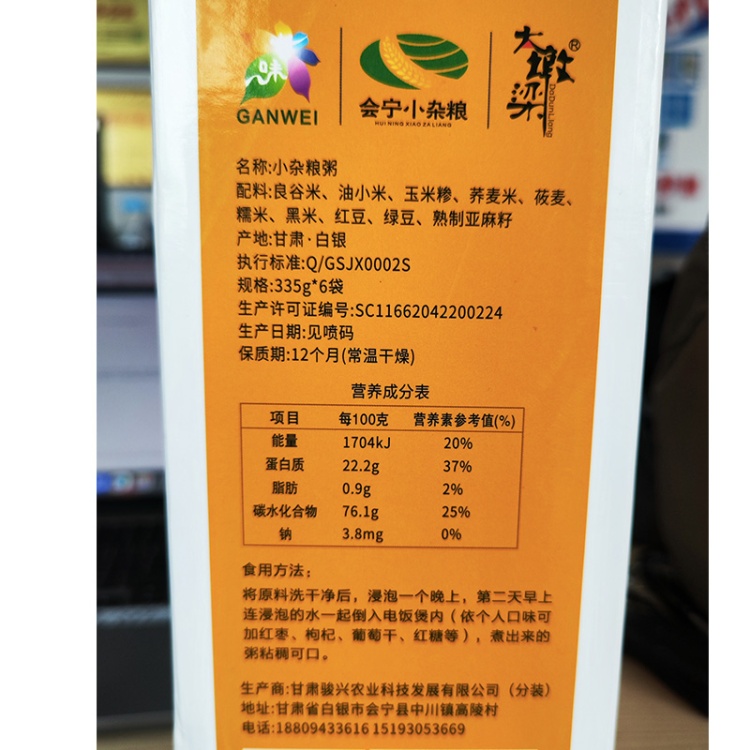 味
GANWEI
会宁小杂粮
HUI NING XIAO ZA LIANG
大墩梁®
DaDunLiang
名称:小杂粮粥
配料:良谷米、油小米、玉米糁、荞麦米、莜麦、
糯米、黑米、红豆、绿豆、熟制亚麻籽
产地:甘肃·白银
执行标准:Q/GSJX0002S
规格:335g*6袋
生产许可证编号:SC11662042200224
生产日期:见喷码
保质期:12个月(常温干燥)
营养成分表
项目 每100克 营养素参考值(%)
能量 1704kJ 20%
蛋白质 22.2g 37%
脂肪 0.9g 2%
碳水化合物 76.1g 25%
钠 3.8mg 0%
食用方法:
将原料洗干净后，浸泡一个晚上，第二天早上
连浸泡的水一起倒入电饭煲内（依个人口味可
加红枣、枸杞、葡萄干、红糖等），煮出来的
粥粘稠可口。
生产商:甘肃骏兴农业科技发展有限公司（分装）
地址:甘肃省白银市会宁县中川镇高陵村
电话:18809433616 15193053669